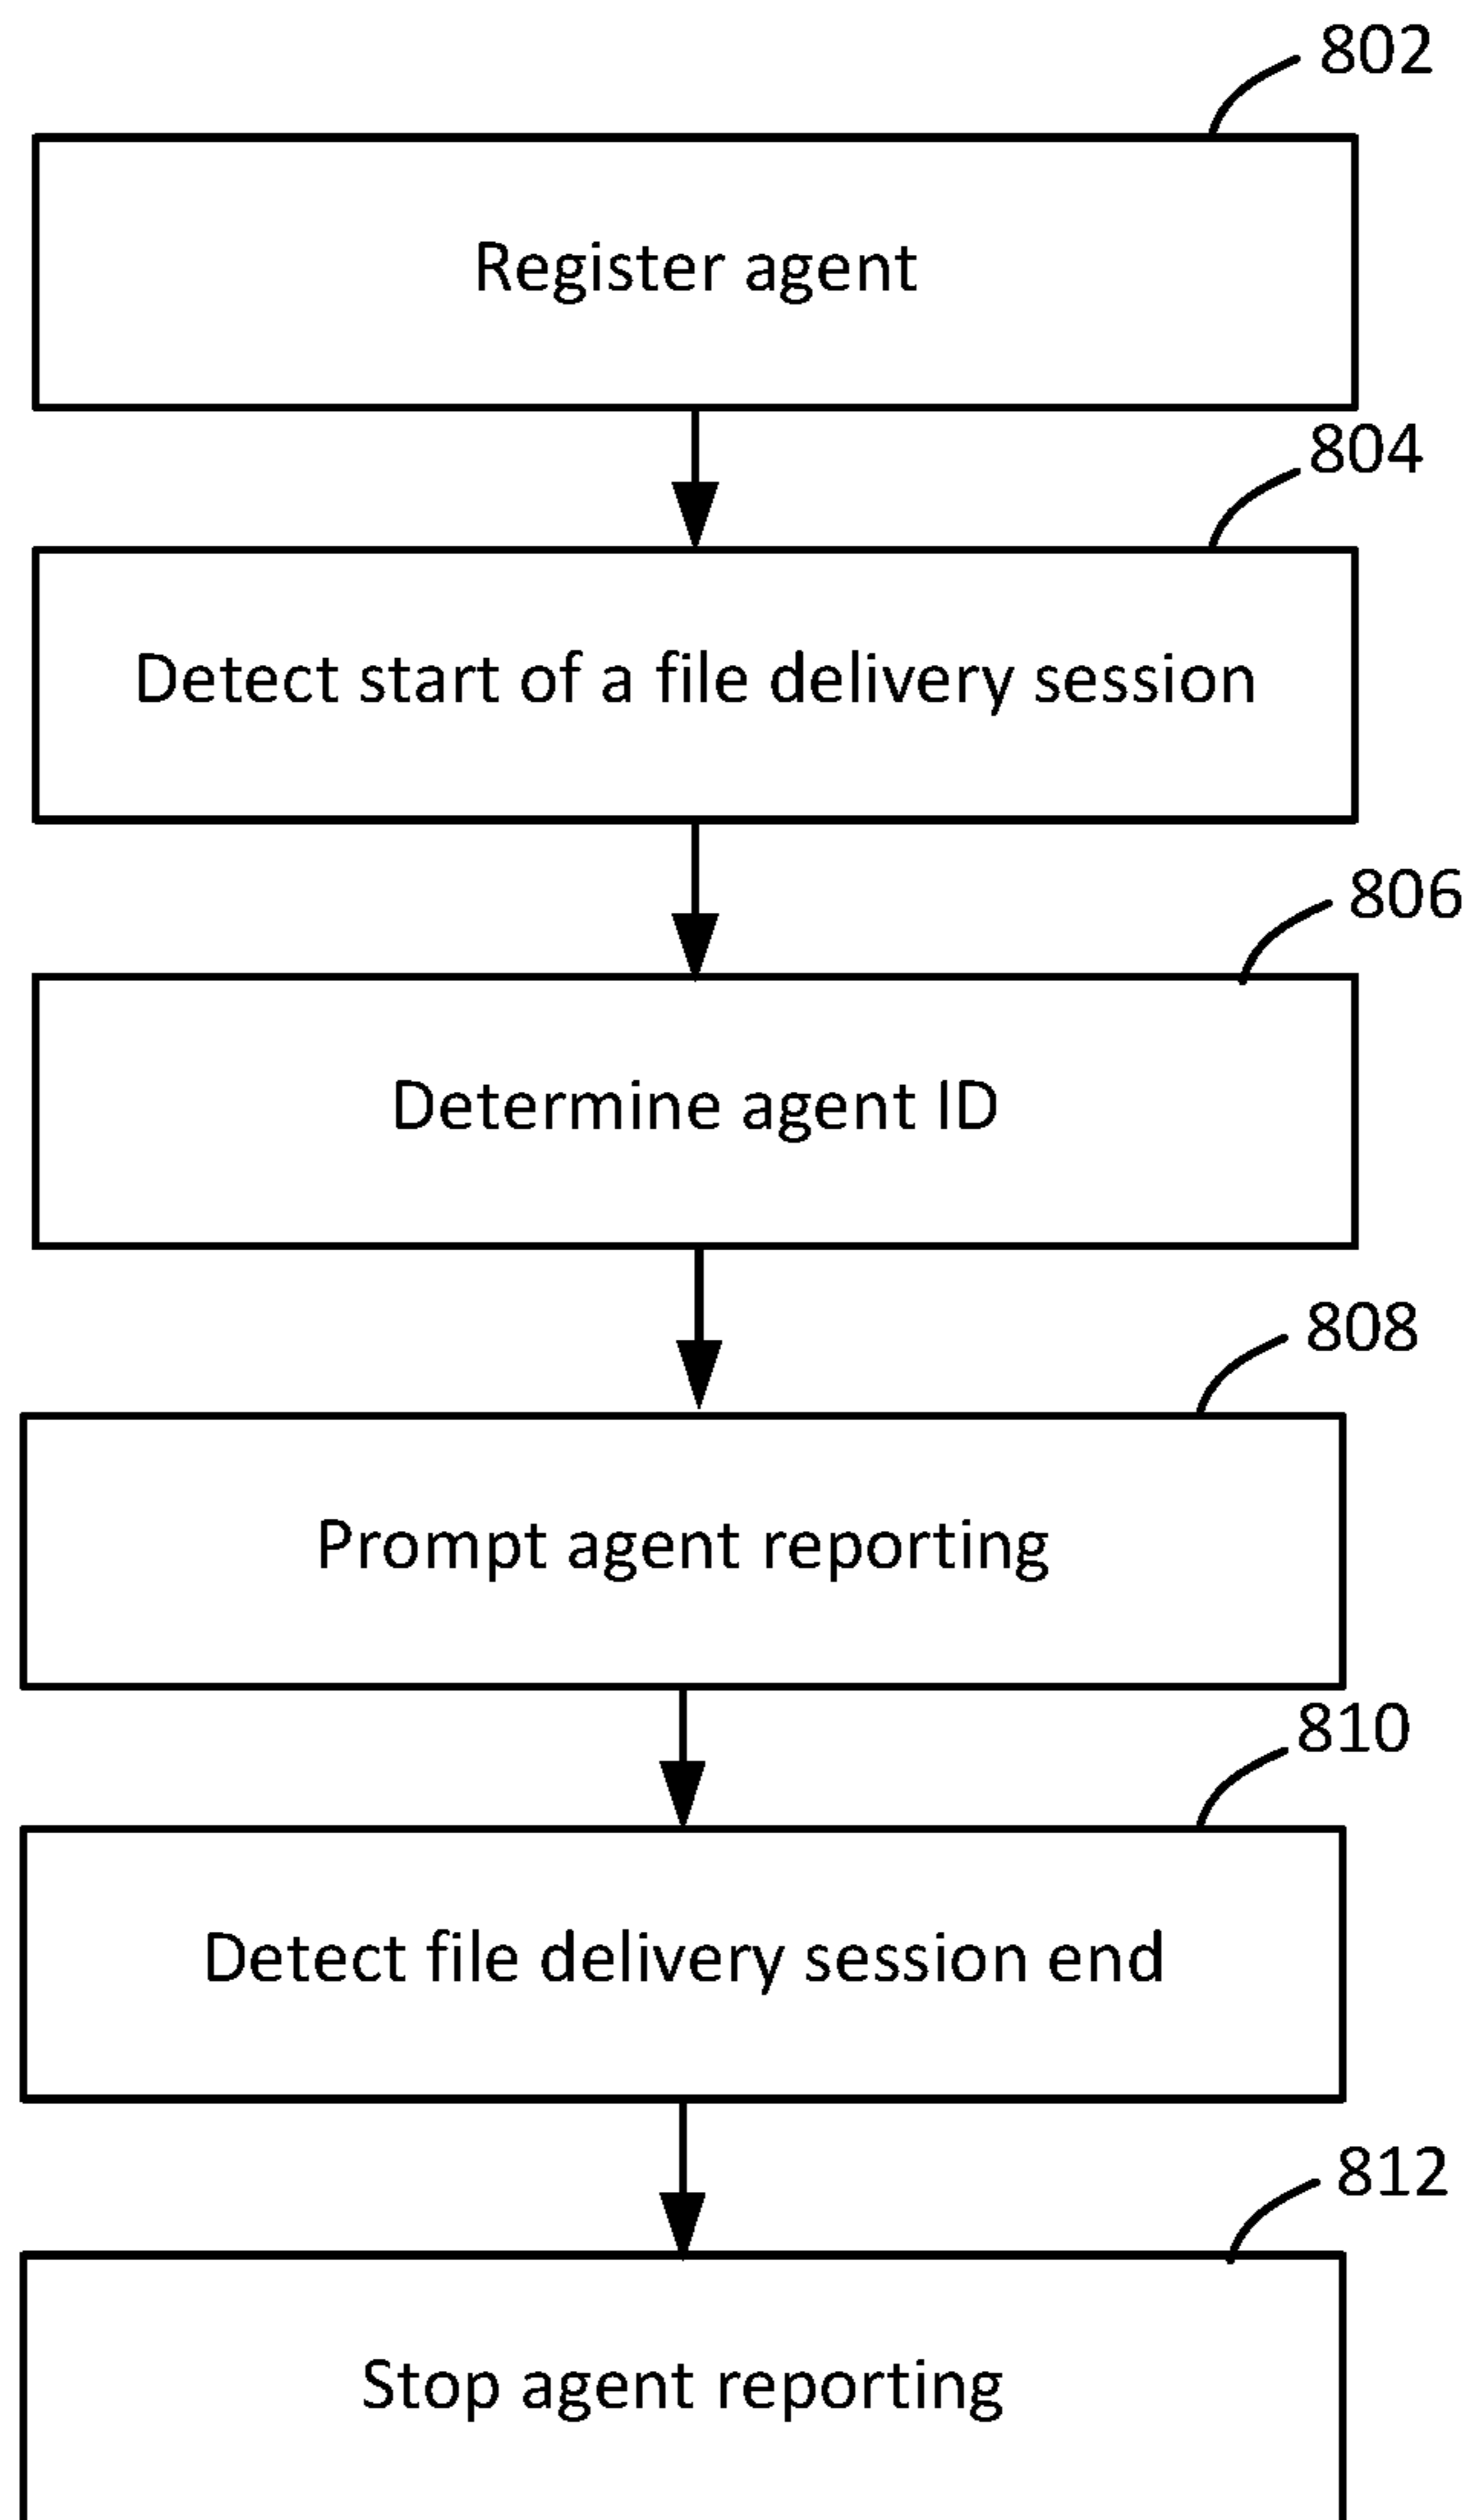 802
Register agent
804
Detect start of a file delivery session
806
Determine agent ID
808
Prompt agent reporting
810
Detect file delivery session end
812
Stop agent reporting